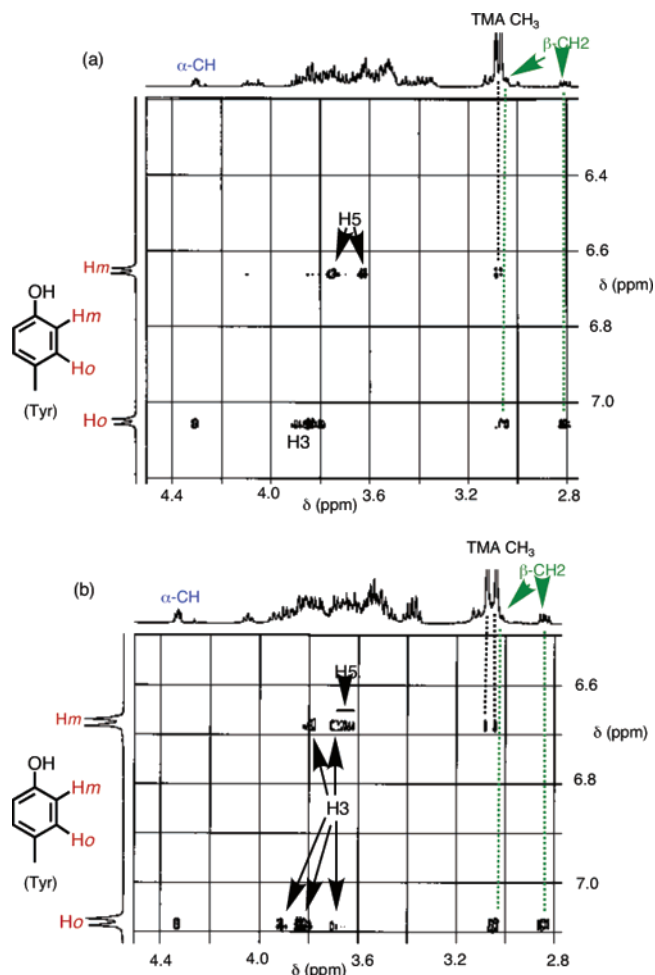 TMA CH3
(a)
β-CH2
α-CH
6.4
H5
6.6
Hm
δ (ppm)
OH
Hm
6.8
Ho
(Tyr)
7.0
Ho
H3
4.4 4.0 3.6 3.2 2.8
δ (ppm)
TMA CH3
(b)
β-CH2
α-CH
H5
6.6
Hm
δ (ppm)
OH
Hm
6.8
H3
Ho
(Tyr)
7.0
Ho
4.4 4.0 3.6 3.2 2.8
δ (ppm)